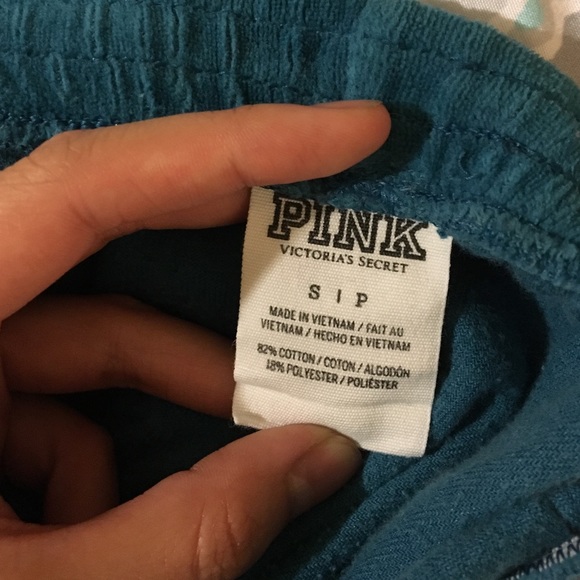 PINK
VICTORIA'S SECRET
S | P
MADE IN VIETNAM / FAIT AU
VIETNAM / HECHO EN VIETNAM
82% COTTON / COTON / ALGODÓN
18% POLYESTER / POLIÉSTER